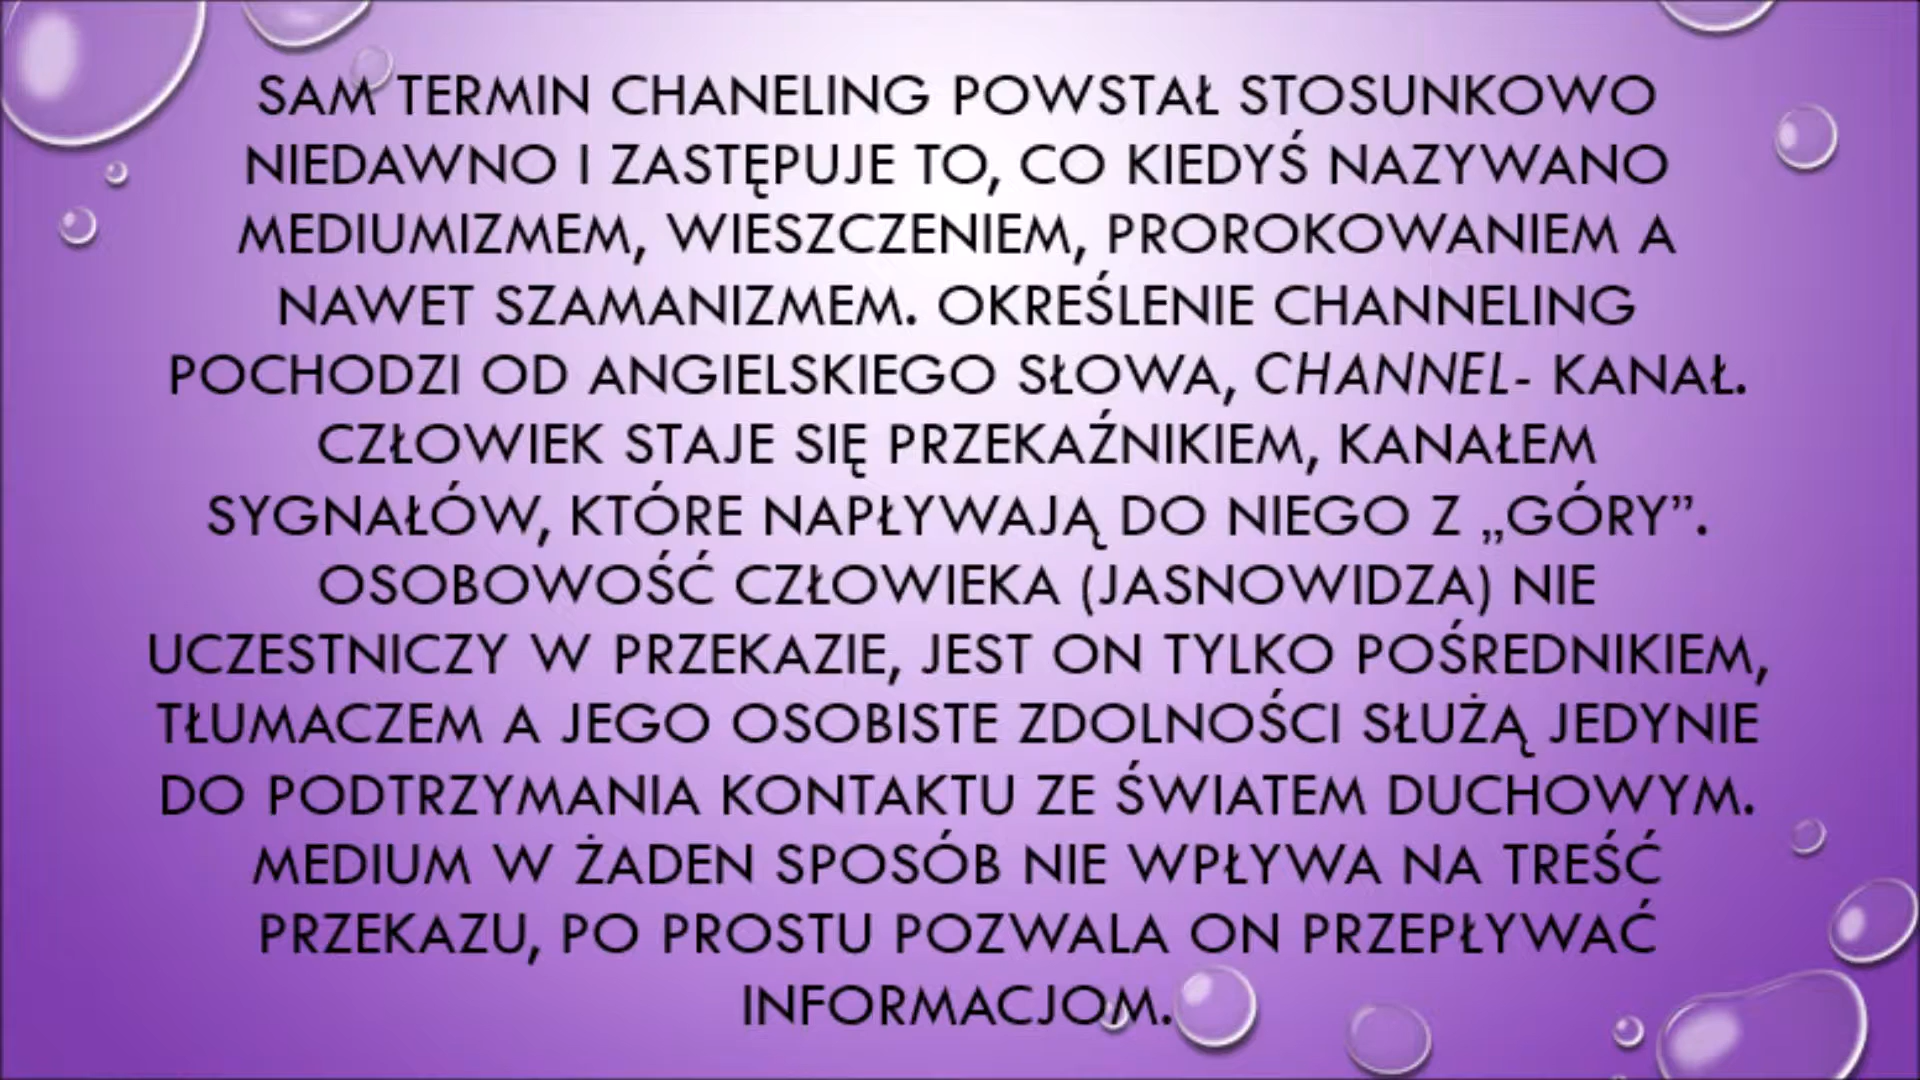 SAM TERMIN CHANELING POWSTAŁ STOSUNKOWO
NIEDAWNO I ZASTĘPUJE TO, CO KIEDYŚ NAZYWANO
MEDIUMIZMEM, WIESZCZENIEM, PROROKOWANIEM A
NAWET SZAMANIZMEM. OKREŚLENIE CHANNELING
POCHODZI OD ANGIELSKIEGO SŁOWA, CHANNEL- KANAŁ.
CZŁOWIEK STAJE SIĘ PRZEKAŹNIKIEM, KANAŁEM
SYGNAŁÓW, KTÓRE NAPŁYWAJĄ DO NIEGO Z „GÓRY”.
OSOBOWOŚĆ CZŁOWIEKA (JASNOWIDZA) NIE
UCZESTNICZY W PRZEKAZIE, JEST ON TYLKO POŚREDNIKIEM,
TŁUMACZEM A JEGO OSOBISTE ZDOLNOŚCI SŁUŻĄ JEDYNIE
DO PODTRZYMANIA KONTAKTU ZE ŚWIATEM DUCHOWYM.
MEDIUM W ŻADEN SPOSÓB NIE WPŁYWA NA TREŚĆ
PRZEKAZU, PO PROSTU POZWALA ON PRZEPŁYWAĆ
INFORMACJOM.